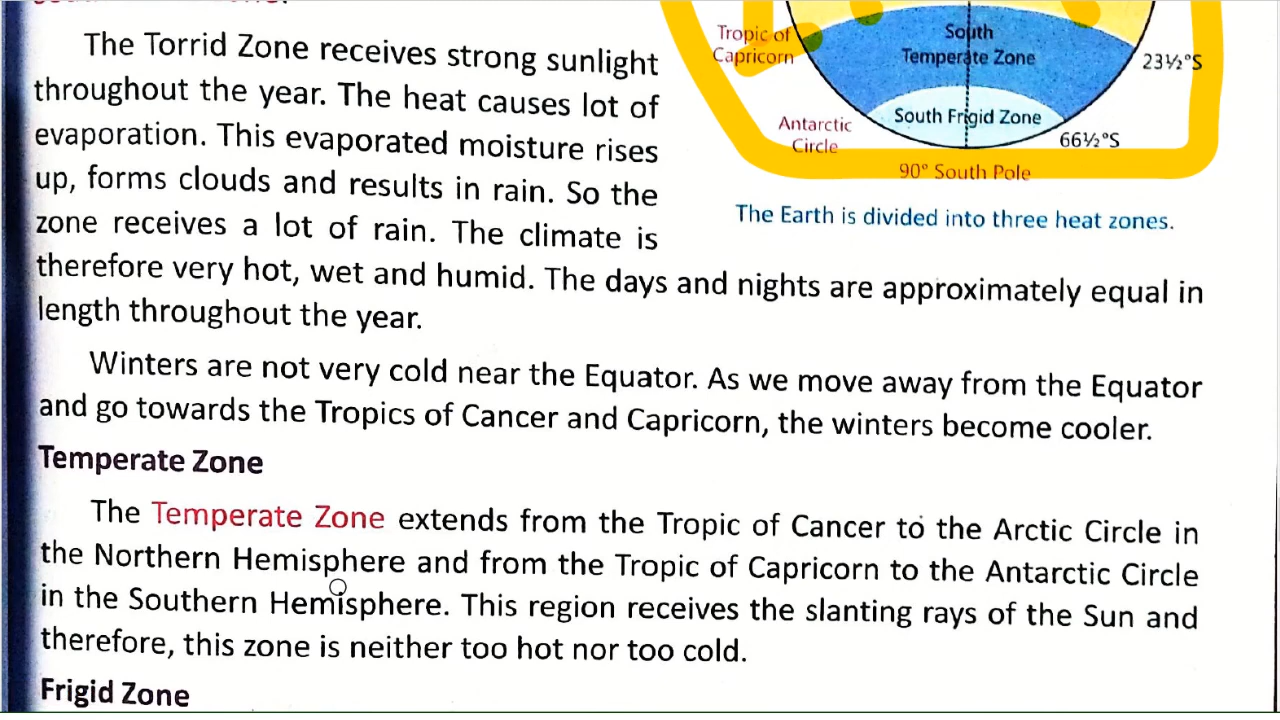 The Torrid Zone receives strong sunlight
throughout the year. The heat causes lot of
evaporation. This evaporated moisture rises
up, forms clouds and results in rain. So the
zone receives a lot of rain. The climate is
therefore very hot, wet and humid. The days and nights are approximately equal in
length throughout the year.
Tropic of
Capricorn
South
Temperate Zone
23½°S
South Frigid Zone
Antarctic
Circle
66½°S
90° South Pole
The Earth is divided into three heat zones.
Winters are not very cold near the Equator. As we move away from the Equator
and go towards the Tropics of Cancer and Capricorn, the winters become cooler.
Temperate Zone
The Temperate Zone extends from the Tropic of Cancer to the Arctic Circle in
the Northern Hemisphere and from the Tropic of Capricorn to the Antarctic Circle
in the Southern Hemisphere. This region receives the slanting rays of the Sun and
therefore, this zone is neither too hot nor too cold.
Frigid Zone